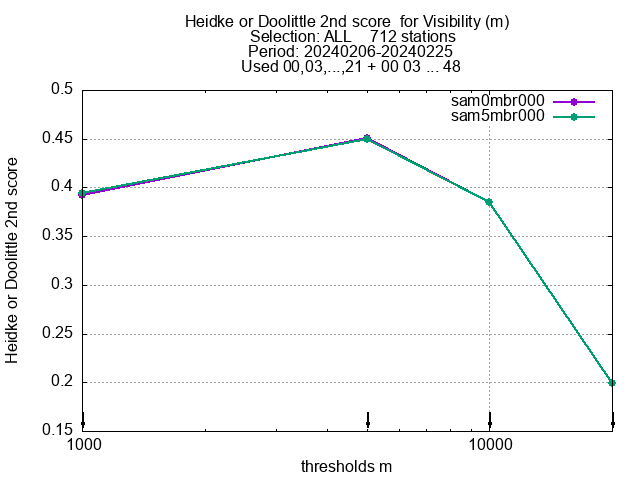 Heidke or Doolittle 2nd score  for Visibility (m)
Selection: ALL    712 stations
Period: 20240206-20240225
Used 00,03,...,21 + 00 03 ... 48
sam0mbr000
sam5mbr000
0.5
0.45
0.4
0.35
0.3
0.25
0.2
0.15
Heidke or Doolittle 2nd score
1000
10000
thresholds m